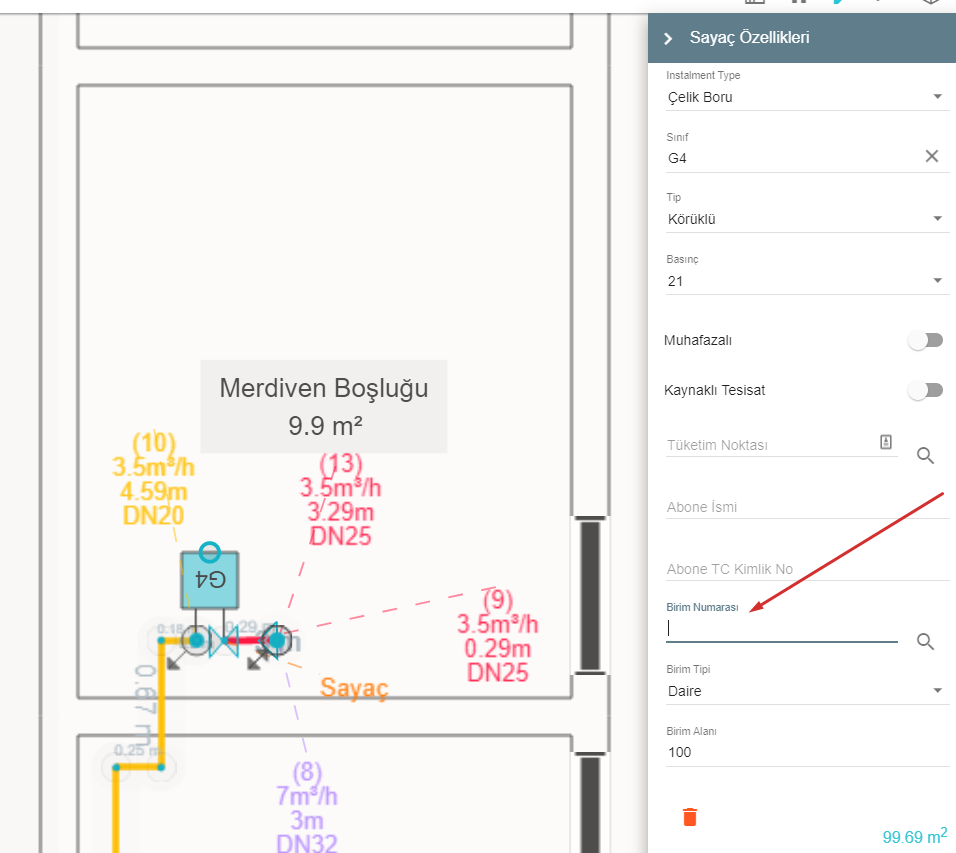 Sayaç Özellikleri
Instalment Type
Çelik Boru
Sınıf
G4
Tip
Körüklü
Basınç
21
Muhafazalı
Kaynaklı Tesisat
Tüketim Noktası
Abone İsmi
Abone TC Kimlik No
Birim Numarası
Birim Tipi
Daire
Birim Alanı
100
99.69 m²
Merdiven Boşluğu
9.9 m²
(10)
3.5m³/h
4.59m
DN20
(13)
3.5m³/h
3.29m
DN25
G4
0.18
0.29
(9)
3.5m³/h
0.29m
DN25
Sayaç
0.67 m
0.25 m
(8)
7m³/h
3m
DN32